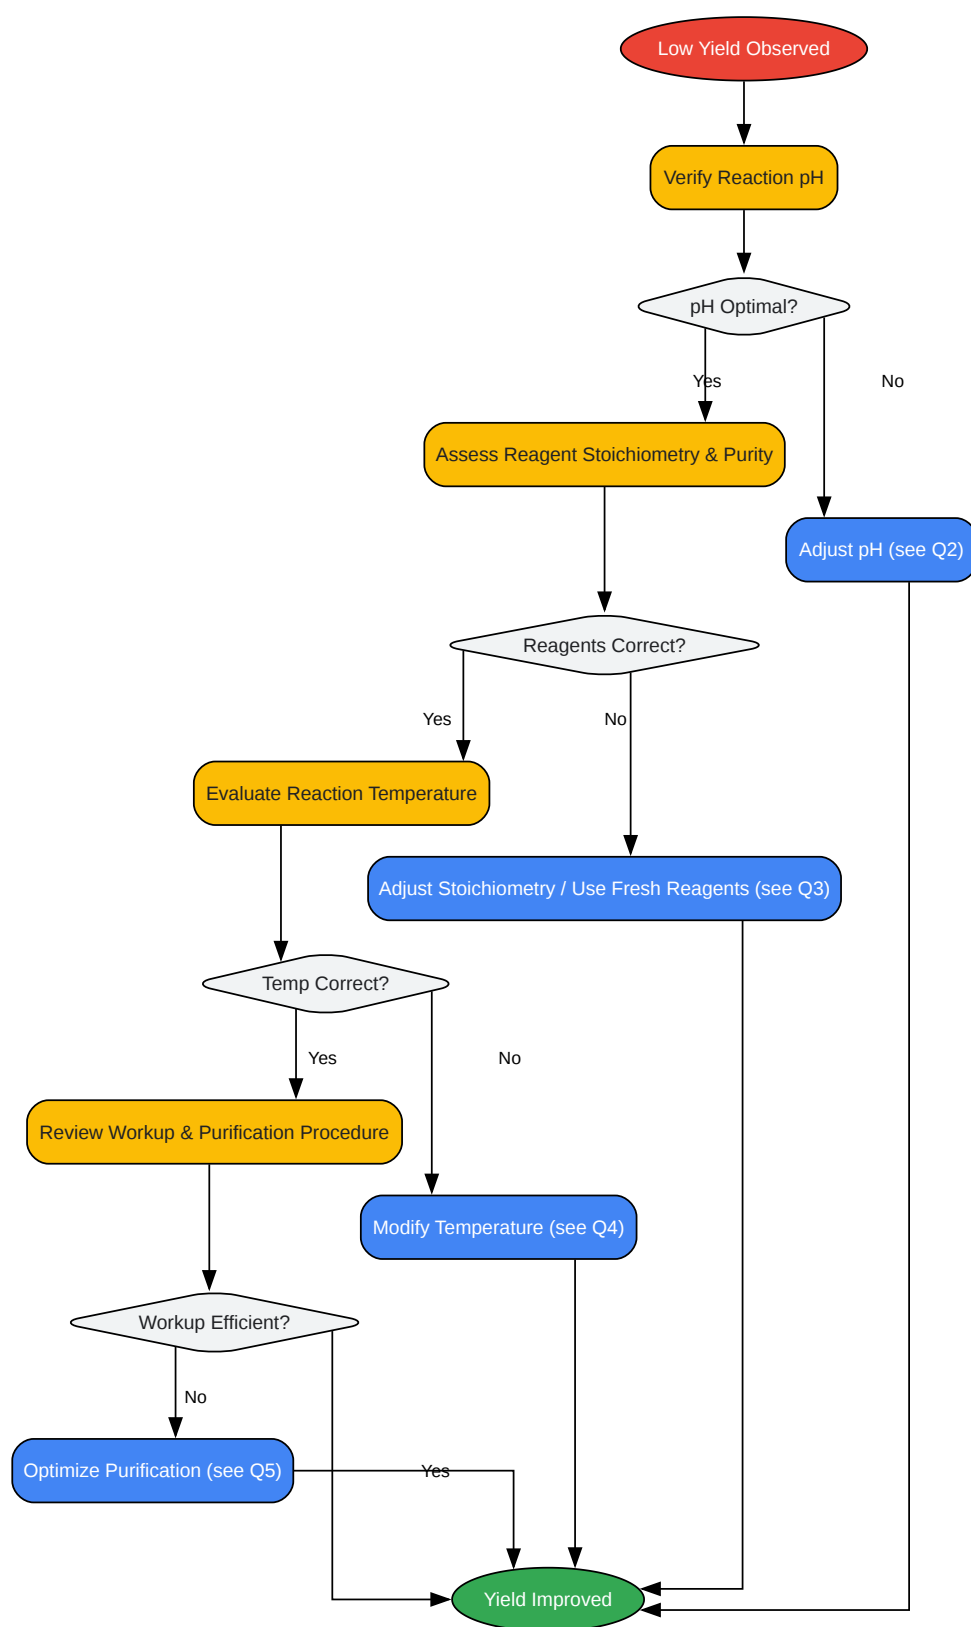 Low Yield Observed
Verify Reaction pH
pH Optimal?
Yes
No
Assess Reagent Stoichiometry & Purity
Adjust pH (see Q2)
Reagents Correct?
Yes
No
Evaluate Reaction Temperature
Adjust Stoichiometry / Use Fresh Reagents (see Q3)
Temp Correct?
Yes
No
Review Workup & Purification Procedure
Modify Temperature (see Q4)
Workup Efficient?
No
Optimize Purification (see Q5)
Yes
Yield Improved